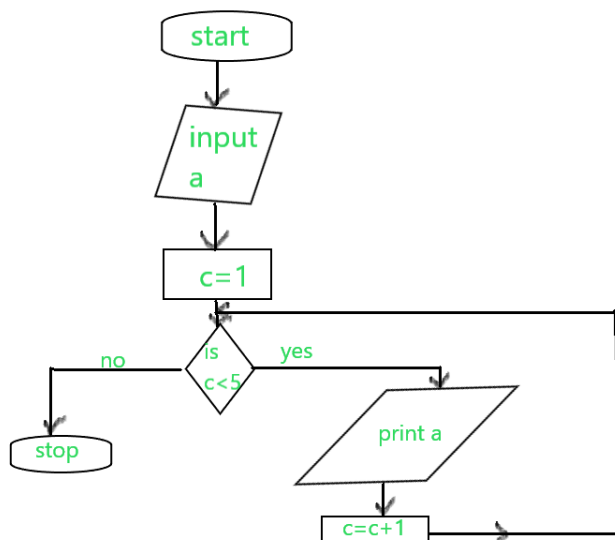 start
input
a
c=1
is
c<5
no
yes
stop
print a
c=c+1